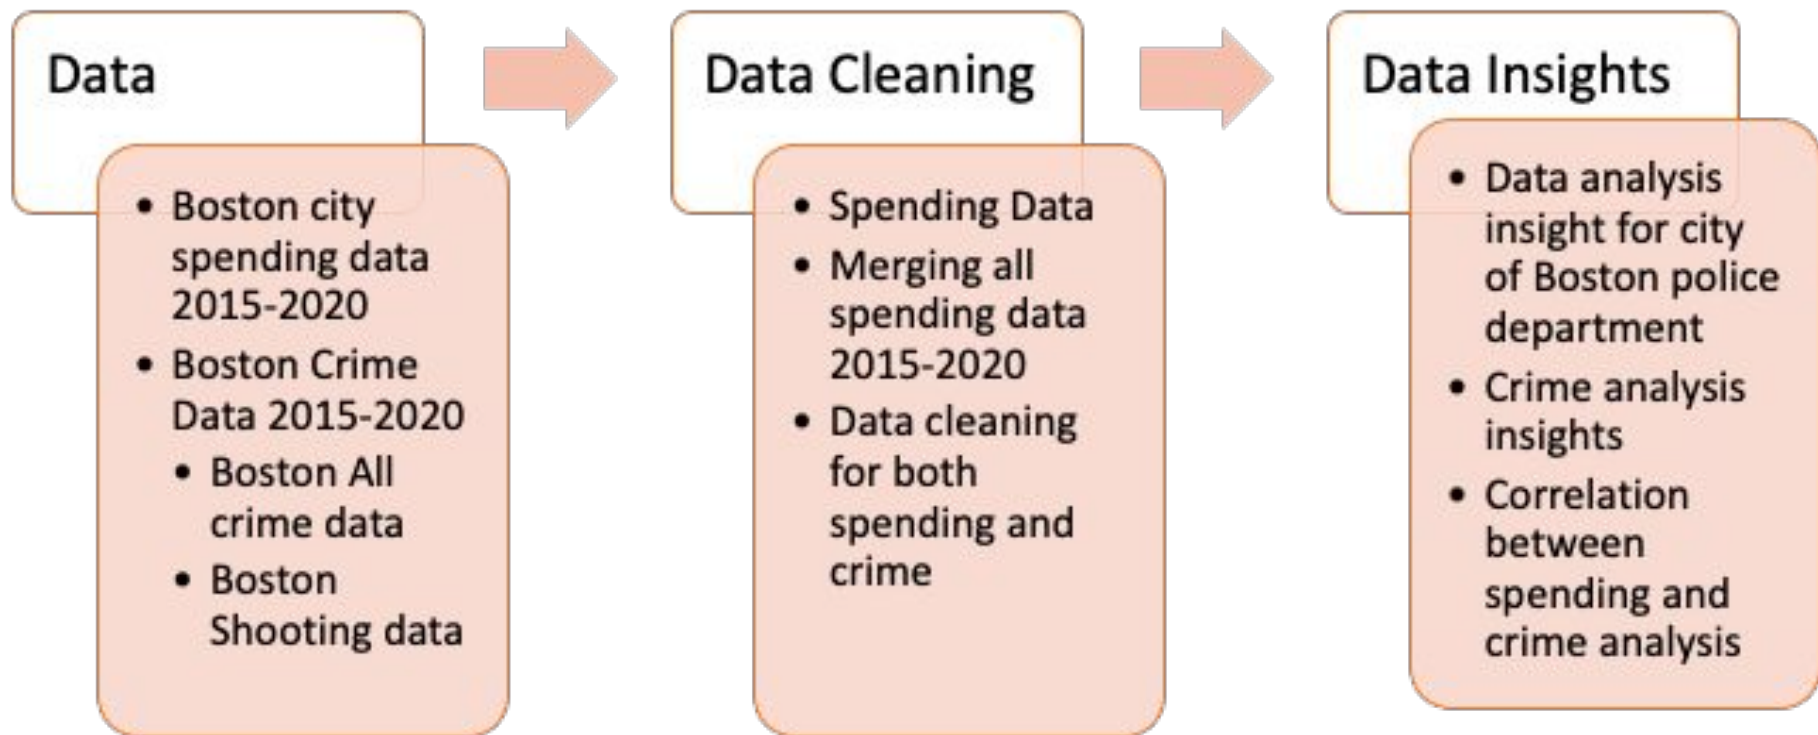 Data
• Boston city
spending data
2015-2020
• Boston Crime
Data 2015-2020
• Boston All
crime data
• Boston
Shooting data
Data Cleaning
• Spending Data
• Merging all
spending data
2015-2020
• Data cleaning
for both
spending and
crime
Data Insights
• Data analysis
insight for city
of Boston police
department
• Crime analysis
insights
• Correlation
between
spending and
crime analysis